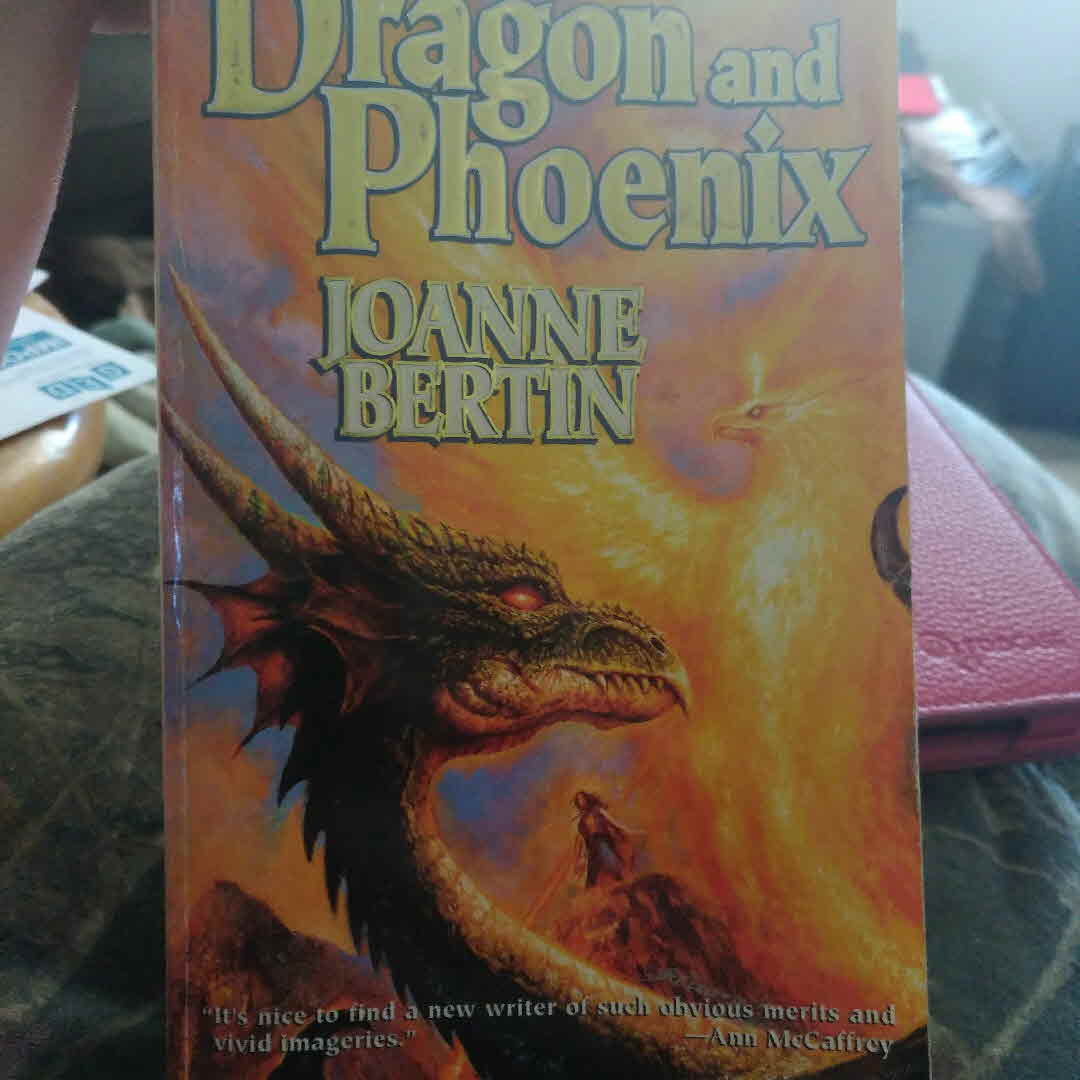 Dragon and
Phoenix
JOANNE
BERTIN
"It's nice to find a new writer of such obvious merits and
vivid imageries." —Ann McCaffrey